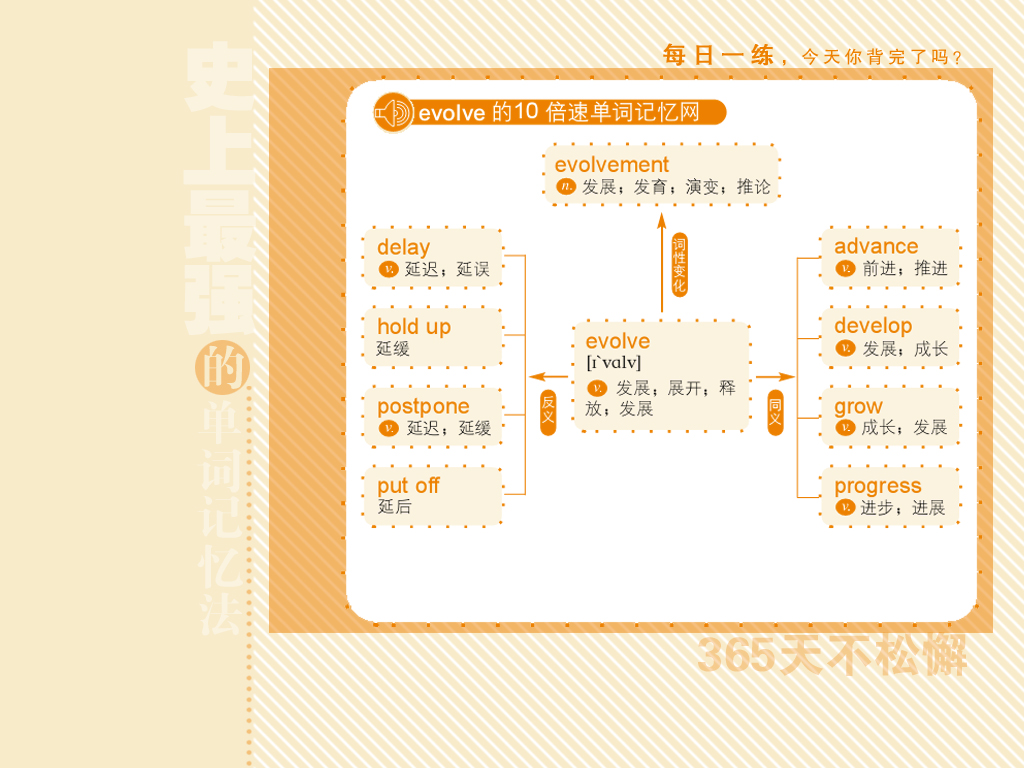 每日一练，今天你背完了吗？
史上最强的单词记忆法
evolve 的10 倍速单词记忆网
evolvement
n. 发展；发育；演变；推论
词性变化
delay
v. 延迟；延误
hold up
延缓
postpone
v. 延迟；延缓
put off
延后
反义
evolve
[ɪˋvɑlv]
v. 发展；展开；释
放；发展
同义
advance
v. 前进；推进
develop
v. 发展；成长
grow
v. 成长；发展
progress
v. 进步；进展
365天不松懈